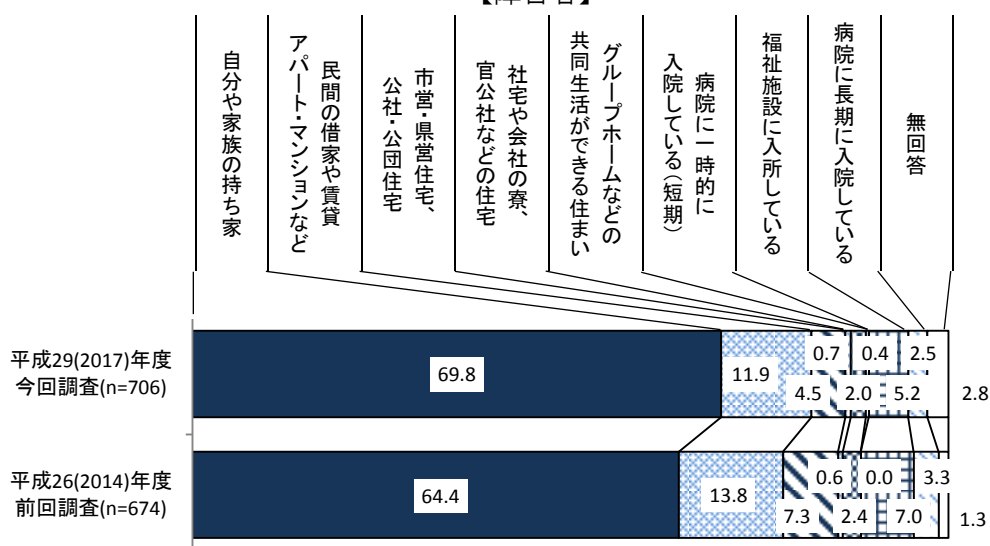 自分や家族の持ち家
民間の借家や賃貸
アパート・マンションなど
市営・県営住宅、
公社・公団住宅
社宅や会社の寮、
官公社などの住宅
グループホームなどの
共同生活ができる住まい
病院に一時的に
入院している（短期）
福祉施設に入所している
病院に長期に入院している
無回答
平成29(2017)年度
今回調査(n=706)
69.8
11.9
4.5
0.7
2.0
0.4
5.2
2.5
2.8
平成26(2014)年度
前回調査(n=674)
64.4
13.8
7.3
0.6
2.4
0.0
7.0
3.3
1.3